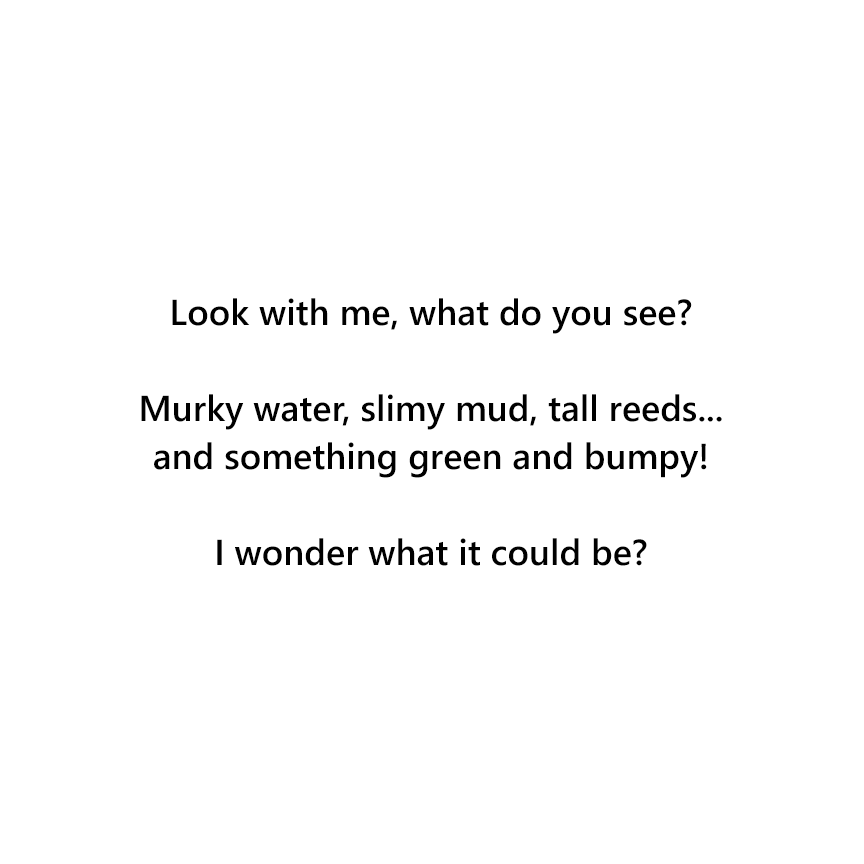 Look with me, what do you see?
Murky water, slimy mud, tall reeds...
and something green and bumpy!
I wonder what it could be?